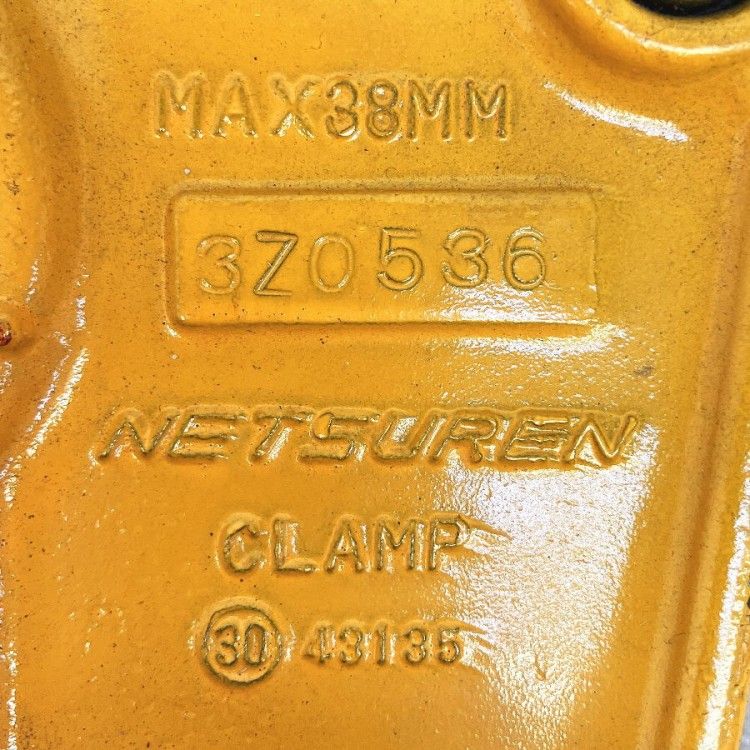 MAX38MM
3Z0536
NETSUREN
CLAMP
30 43135